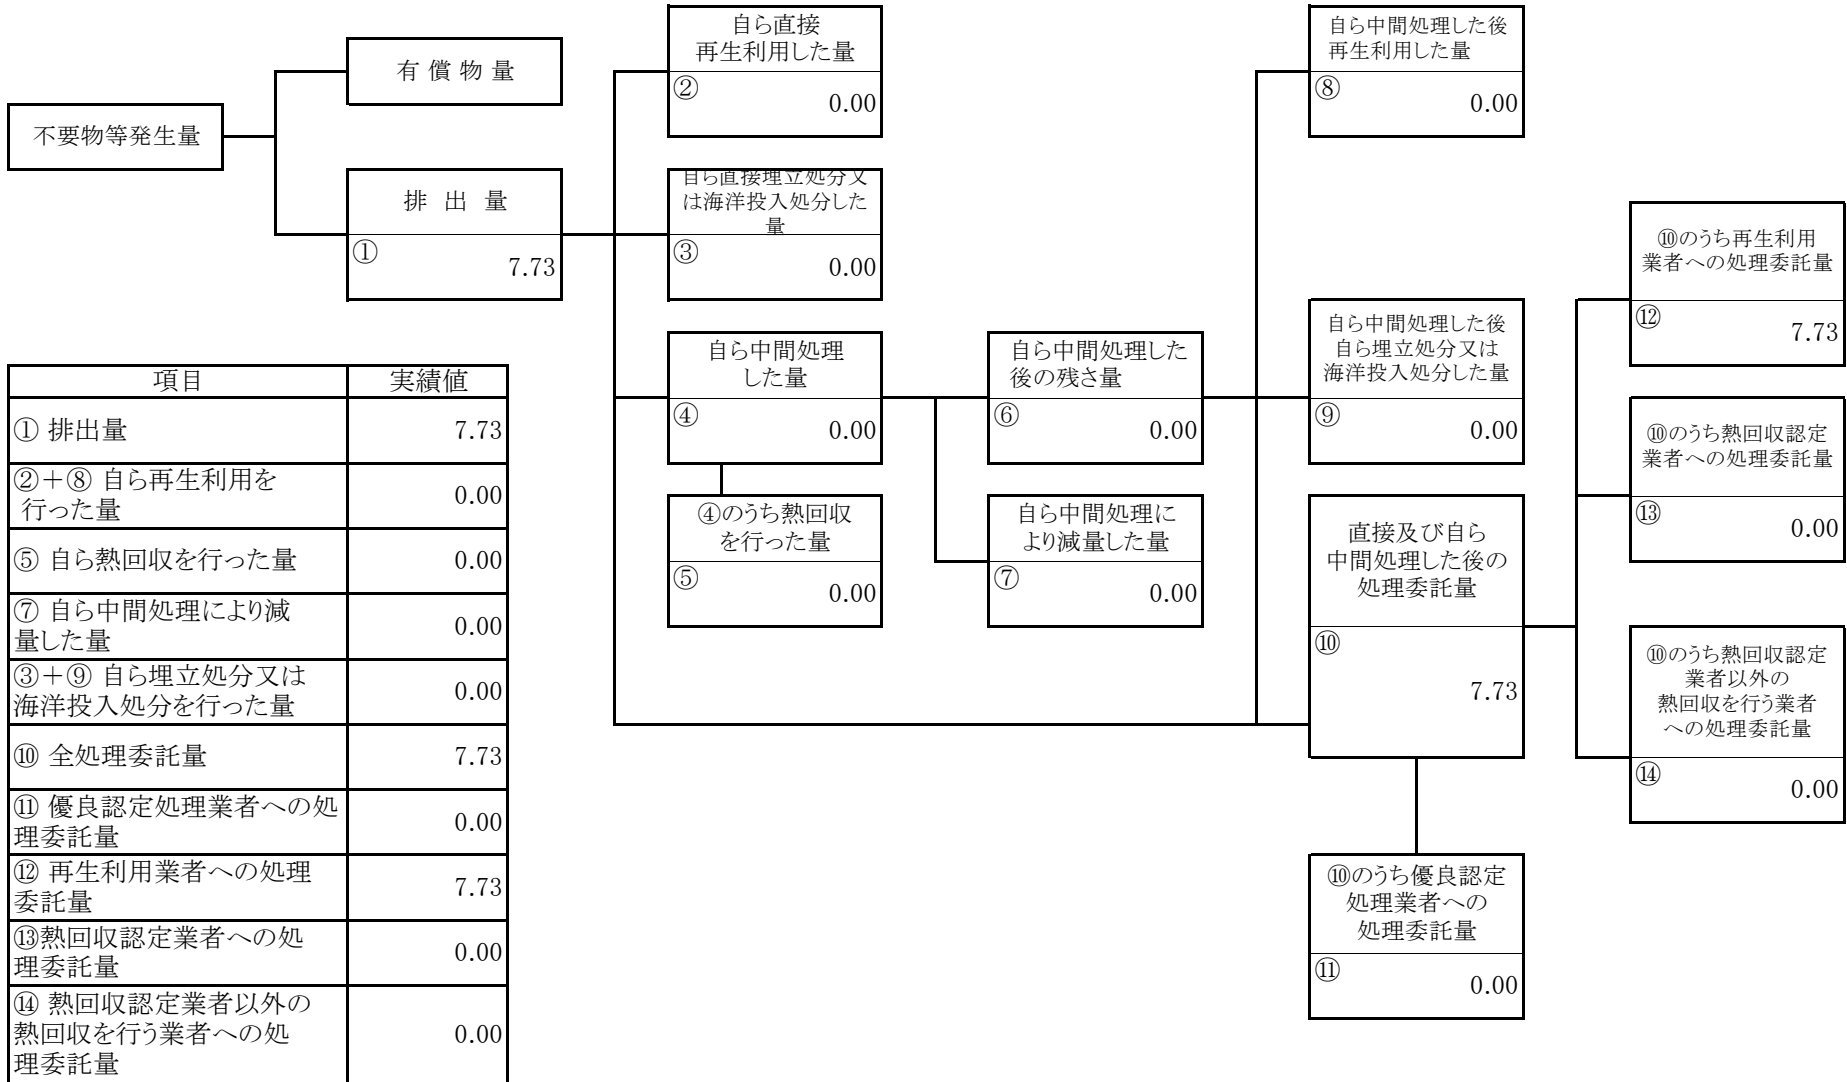 不要物等発生量
有 償 物 量
排 出 量
①
7.73
自ら直接
再生利用した量
②
0.00
自ら直接埋立処分又
は海洋投入処分した
量
③
0.00
自ら中間処理
した量
④
0.00
④のうち熱回収
を行った量
⑤
0.00
自ら中間処理した
後の残さ量
⑥
0.00
自ら中間処理に
より減量した量
⑦
0.00
自ら中間処理した後
再生利用した量
⑧
0.00
自ら中間処理した後
自ら埋立処分又は
海洋投入処分した量
⑨
0.00
直接及び自ら
中間処理した後の
処理委託量
⑩
7.73
⑩のうち優良認定
処理業者への
処理委託量
⑪
0.00
⑩のうち再生利用
業者への処理委託量
⑫
7.73
⑩のうち熱回収認定
業者への処理委託量
⑬
0.00
⑩のうち熱回収認定
業者以外の
熱回収を行う業者
への処理委託量
⑭
0.00
項目 実績値
① 排出量 7.73
②＋⑧ 自ら再生利用を
行った量 0.00
⑤ 自ら熱回収を行った量 0.00
⑦ 自ら中間処理により減
量した量 0.00
③＋⑨ 自ら埋立処分又は
海洋投入処分を行った量 0.00
⑩ 全処理委託量 7.73
⑪ 優良認定処理業者への処
理委託量 0.00
⑫ 再生利用業者への処理
委託量 7.73
⑬熱回収認定業者への処
理委託量 0.00
⑭ 熱回収認定業者以外の
熱回収を行う業者への処
理委託量 0.00